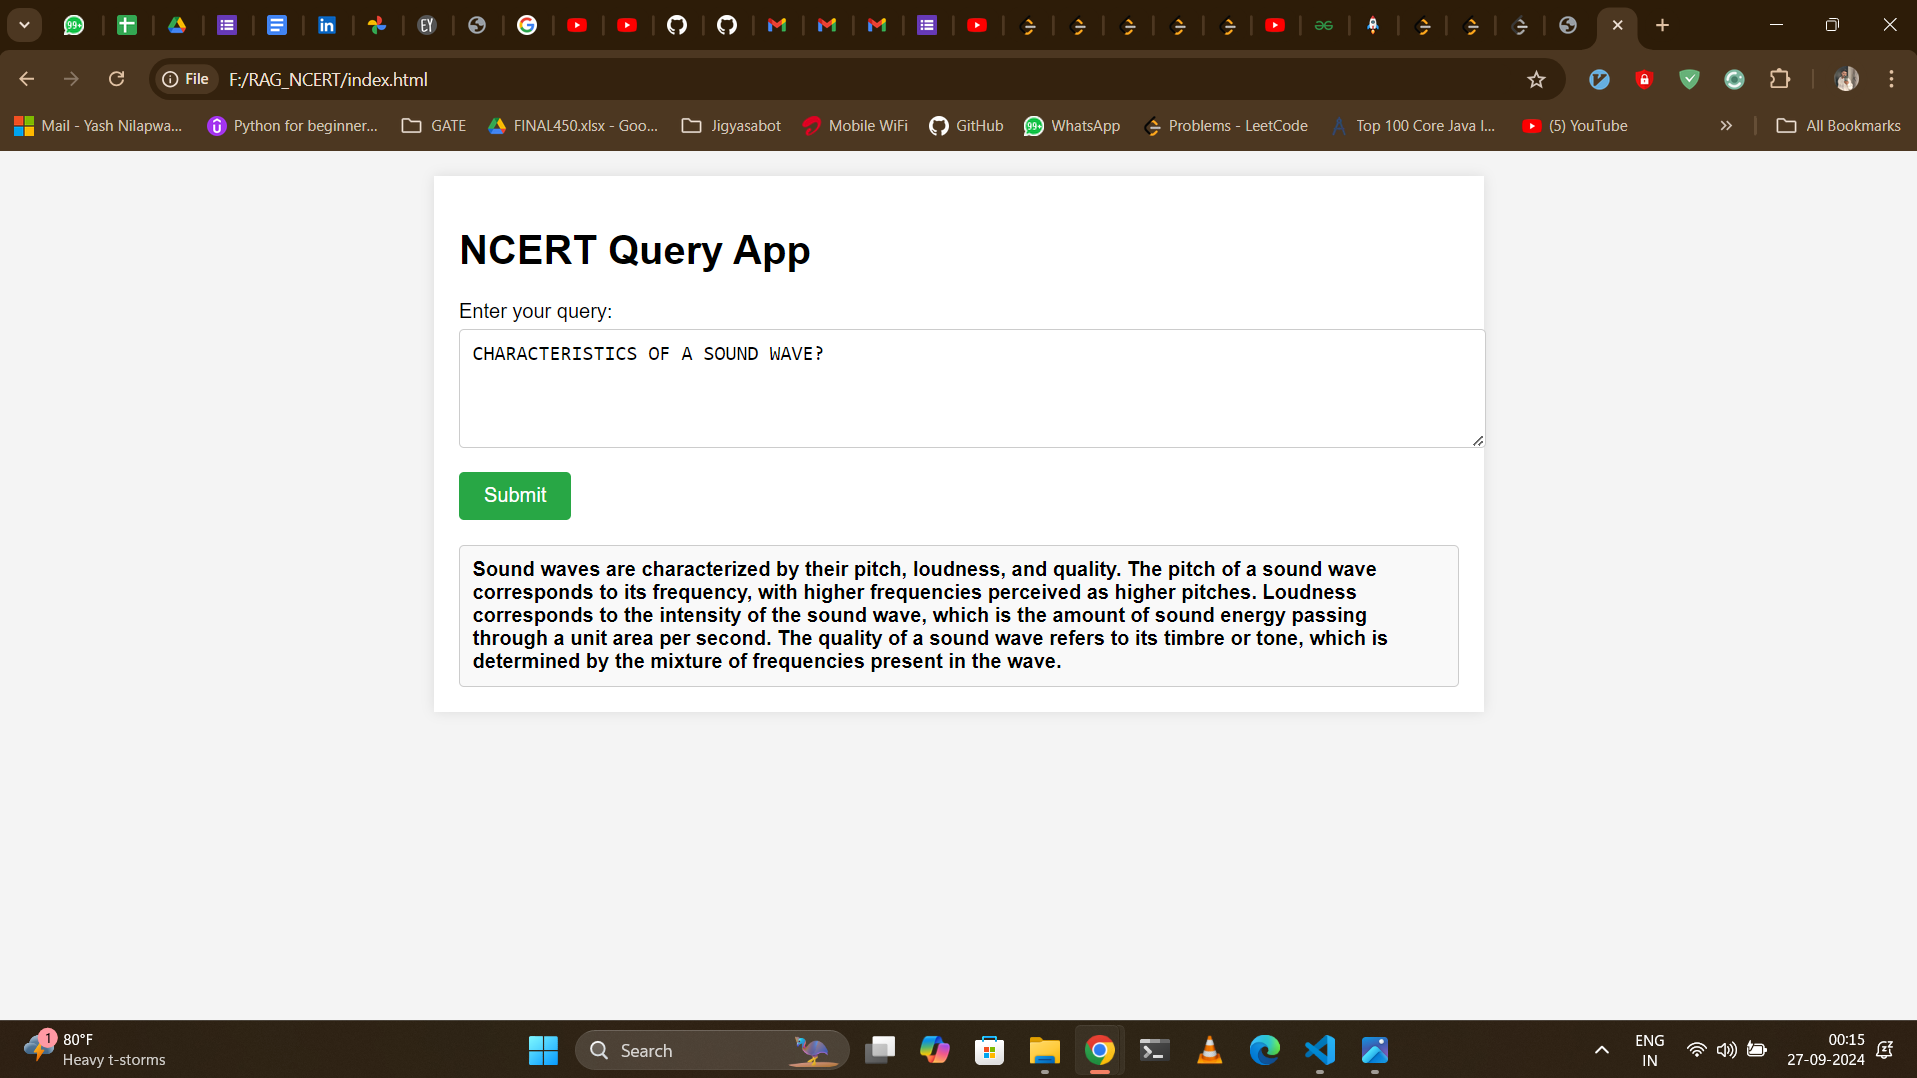 File
F:/RAG_NCERT/index.html
Mail - Yash Nilapwa...
Python for beginner...
GATE
FINAL450.xlsx - Goo...
Jigyasabot
Mobile WiFi
GitHub
WhatsApp
Problems - LeetCode
Top 100 Core Java I...
(5) YouTube
All Bookmarks
NCERT Query App
Enter your query:
CHARACTERISTICS OF A SOUND WAVE?
Submit
Sound waves are characterized by their pitch, loudness, and quality. The pitch of a sound wave
corresponds to its frequency, with higher frequencies perceived as higher pitches. Loudness
corresponds to the intensity of the sound wave, which is the amount of sound energy passing
through a unit area per second. The quality of a sound wave refers to its timbre or tone, which is
determined by the mixture of frequencies present in the wave.
1
80°F
Heavy t-storms
Search
ENG
IN
00:15
27-09-2024